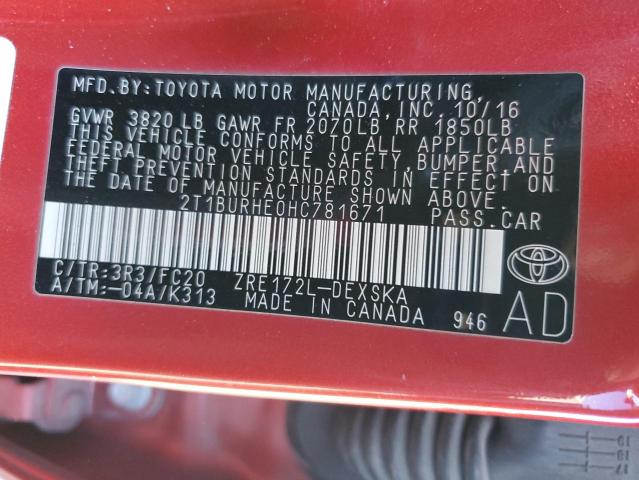 MFD.BY:TOYOTA MOTOR MANUFACTURING,
CANADA, INC. 10/16
GVWR 3820 LB GAWR FR 2070LB RR 1850LB
THIS VEHICLE CONFORMS TO ALL APPLICABLE
FEDERAL MOTOR VEHICLE SAFETY, BUMPER, AND
THEFT PREVENTION STANDARDS IN EFFECT ON
THE DATE OF MANUFACTURE SHOWN ABOVE.
2T1BURHE0HC781671 PASS.CAR
C/TR:3R3/FC20 ZRE172L-DEXSKA
A/TM:-04A/K313 MADE IN CANADA 946 AD